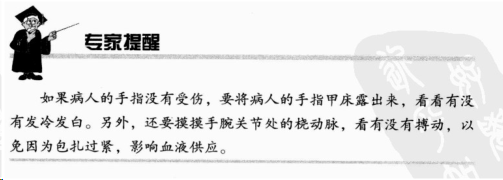 专家提醒
如果病人的手指没有受伤，要将病人的手指甲床露出来，看看有没
有发冷发白。另外，还要摸摸手腕关节处的桡动脉，看有没有搏动，以
免因为包扎过紧，影响血液供应。